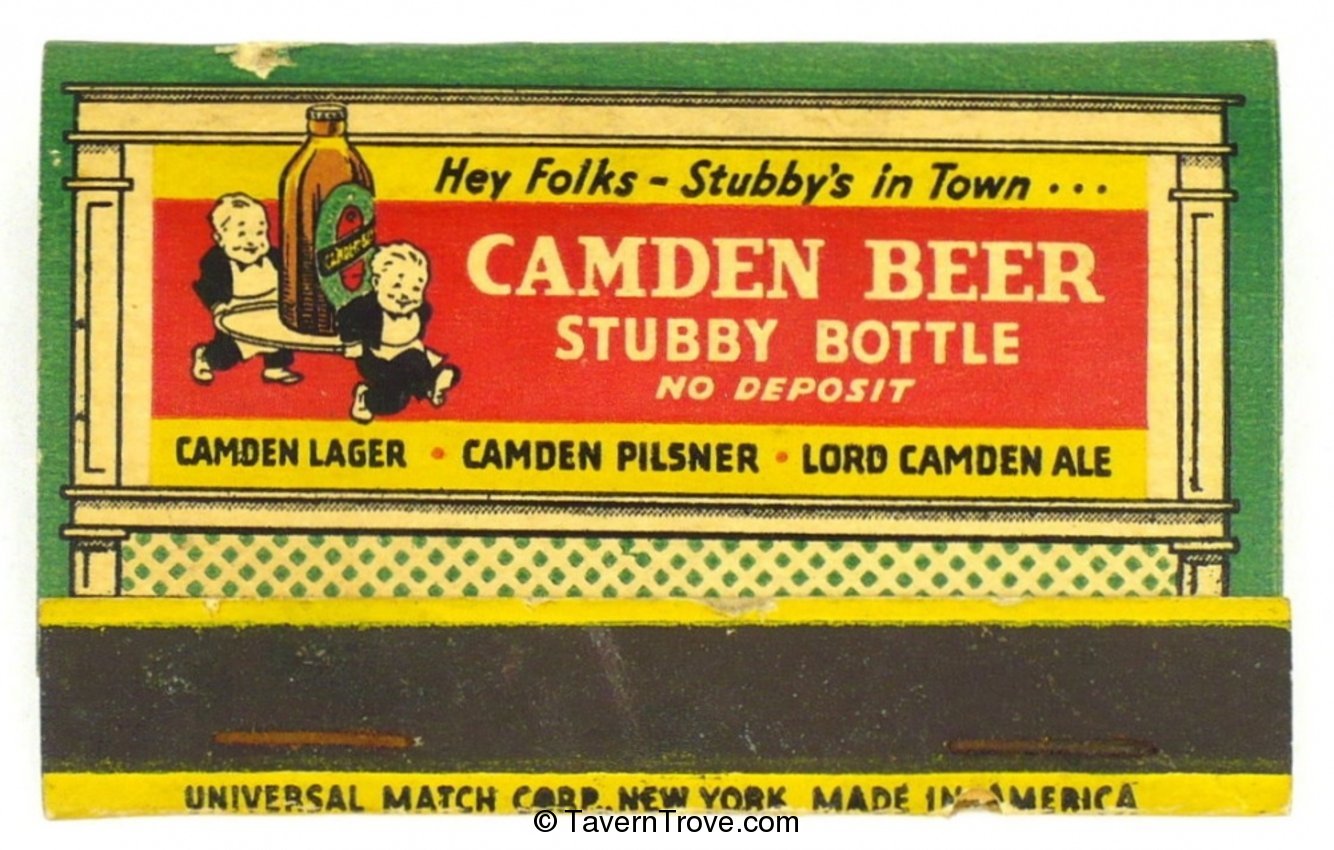 Hey Folks - Stubby's in Town ...
CAMDEN BEER
STUBBY BOTTLE
NO DEPOSIT
CAMDEN LAGER • CAMDEN PILSNER • LORD CAMDEN ALE
UNIVERSAL MATCH CORP., NEW YORK MADE IN AMERICA
© TavernTrove.com